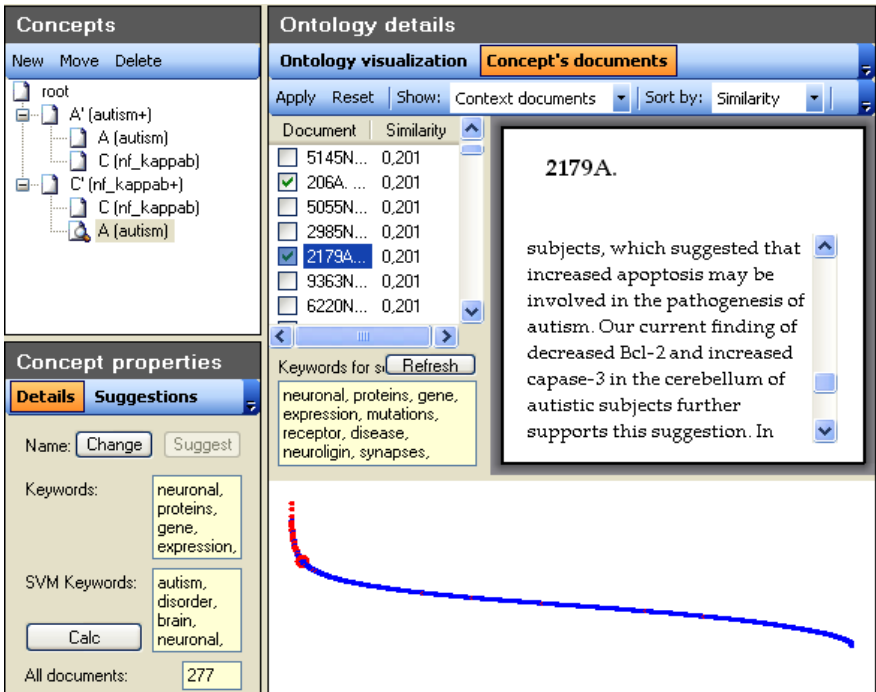 Concepts
New Move Delete
root
A' (autism+)
A (autism)
C (nf_kappab)
C' (nf_kappab+)
C (nf_kappab)
A (autism)
Concept properties
Details Suggestions
Name: Change Suggest
Keywords: neuronal,
proteins,
gene,
expression,
SVM Keywords: autism,
disorder,
brain,
neuronal,
Calc
All documents: 277
Ontology details
Ontology visualization Concept's documents
Apply Reset Show: Context documents Sort by: Similarity
Document Similarity
5145N... 0,201
206A. ... 0,201
5055N... 0,201
2985N... 0,201
2179A... 0,201
9363N... 0,201
6220N... 0,201
Keywords for Refresh
neuronal, proteins, gene,
expression, mutations,
receptor, disease,
neuroligin, synapses,
2179A.
subjects, which suggested that
increased apoptosis may be
involved in the pathogenesis of
autism. Our current finding of
decreased Bcl-2 and increased
capase-3 in the cerebellum of
autistic subjects further
supports this suggestion. In